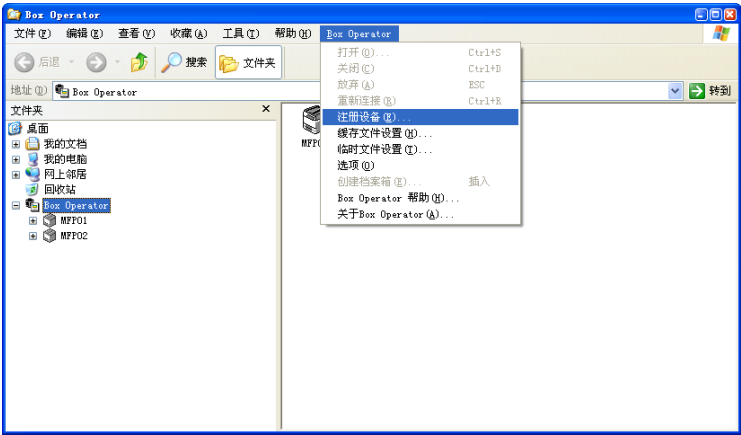 Box Operator
文件(F) 编辑(E) 查看(V) 收藏(A) 工具(T) 帮助(H) Box Operator
后退 搜索 文件夹
地址(D) Box Operator 转到
文件夹
桌面
我的文档
我的电脑
网上邻居
回收站
Box Operator
MFP01
MFP02
打开(O)... Ctrl+S
关闭(C) Ctrl+D
放弃(A) ESC
重新连接(R) Ctrl+R
注册设备(E)...
缓存文件设置(H)...
临时文件设置(T)...
选项(O)
创建档案箱(E)... 插入
Box Operator 帮助(H)...
关于Box Operator(A)...